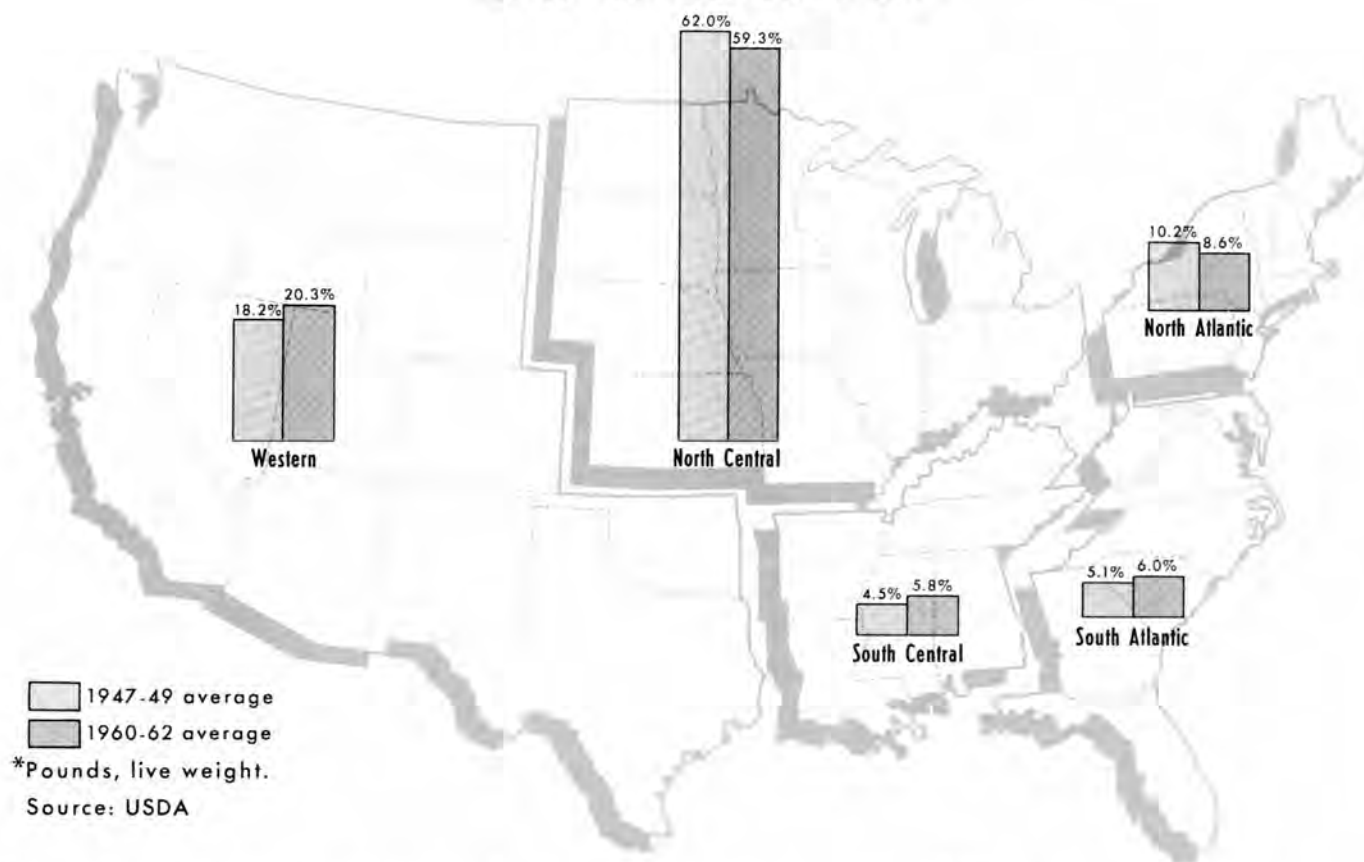 62.0%
59.3%
10.2%
8.6%
North Atlantic
18.2%
20.3%
Western
North Central
4.5%
5.8%
South Central
5.1%
6.0%
South Atlantic
1947-49 average
1960-62 average
*Pounds, live weight.
Source: USDA